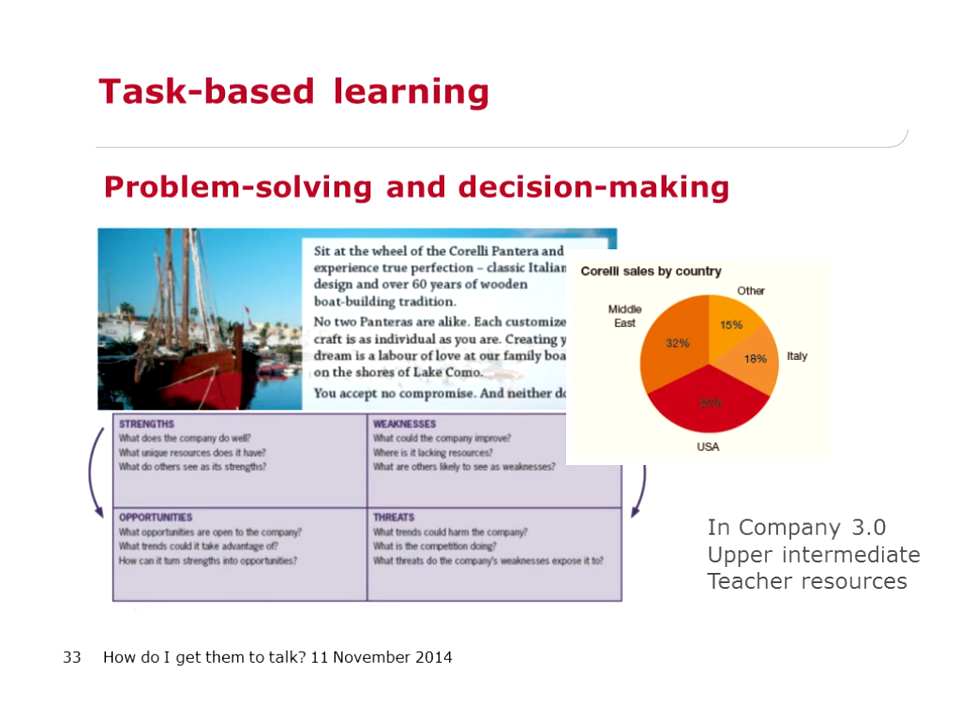 Task-based learning
Problem-solving and decision-making
Sit at the wheel of the Corelli Pantera and
experience true perfection – classic Italian
design and over 60 years of wooden
boat-building tradition.
No two Panteras are alike. Each customize
craft is as individual as you are. Creating y
dream is a labour of love at our family boa
on the shores of Lake Como.
You accept no compromise. And neither do
Corelli sales by country
Other
Middle
East
15%
32%
18%
Italy
USA
STRENGTHS
What does the company do well?
What unique resources does it have?
What do others see as its strengths?
WEAKNESSES
What could the company improve?
Where is it lacking resources?
What are others likely to see as weaknesses?
OPPORTUNITIES
What opportunities are open to the company?
What trends could it take advantage of?
How can it turn strengths into opportunities?
THREATS
What trends could harm the company?
What is the competition doing?
What threats do the company's weaknesses expose it to?
In Company 3.0
Upper intermediate
Teacher resources
33 How do I get them to talk? 11 November 2014